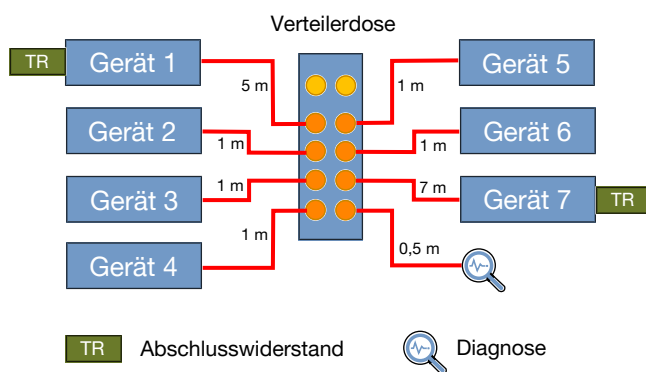 Verteilerdose
TR Gerät 1
5 m
Gerät 5
1 m
Gerät 2
1 m
Gerät 6
1 m
Gerät 3
1 m
7 m
Gerät 7 TR
Gerät 4
1 m
0,5 m
TR Abschlusswiderstand
Diagnose